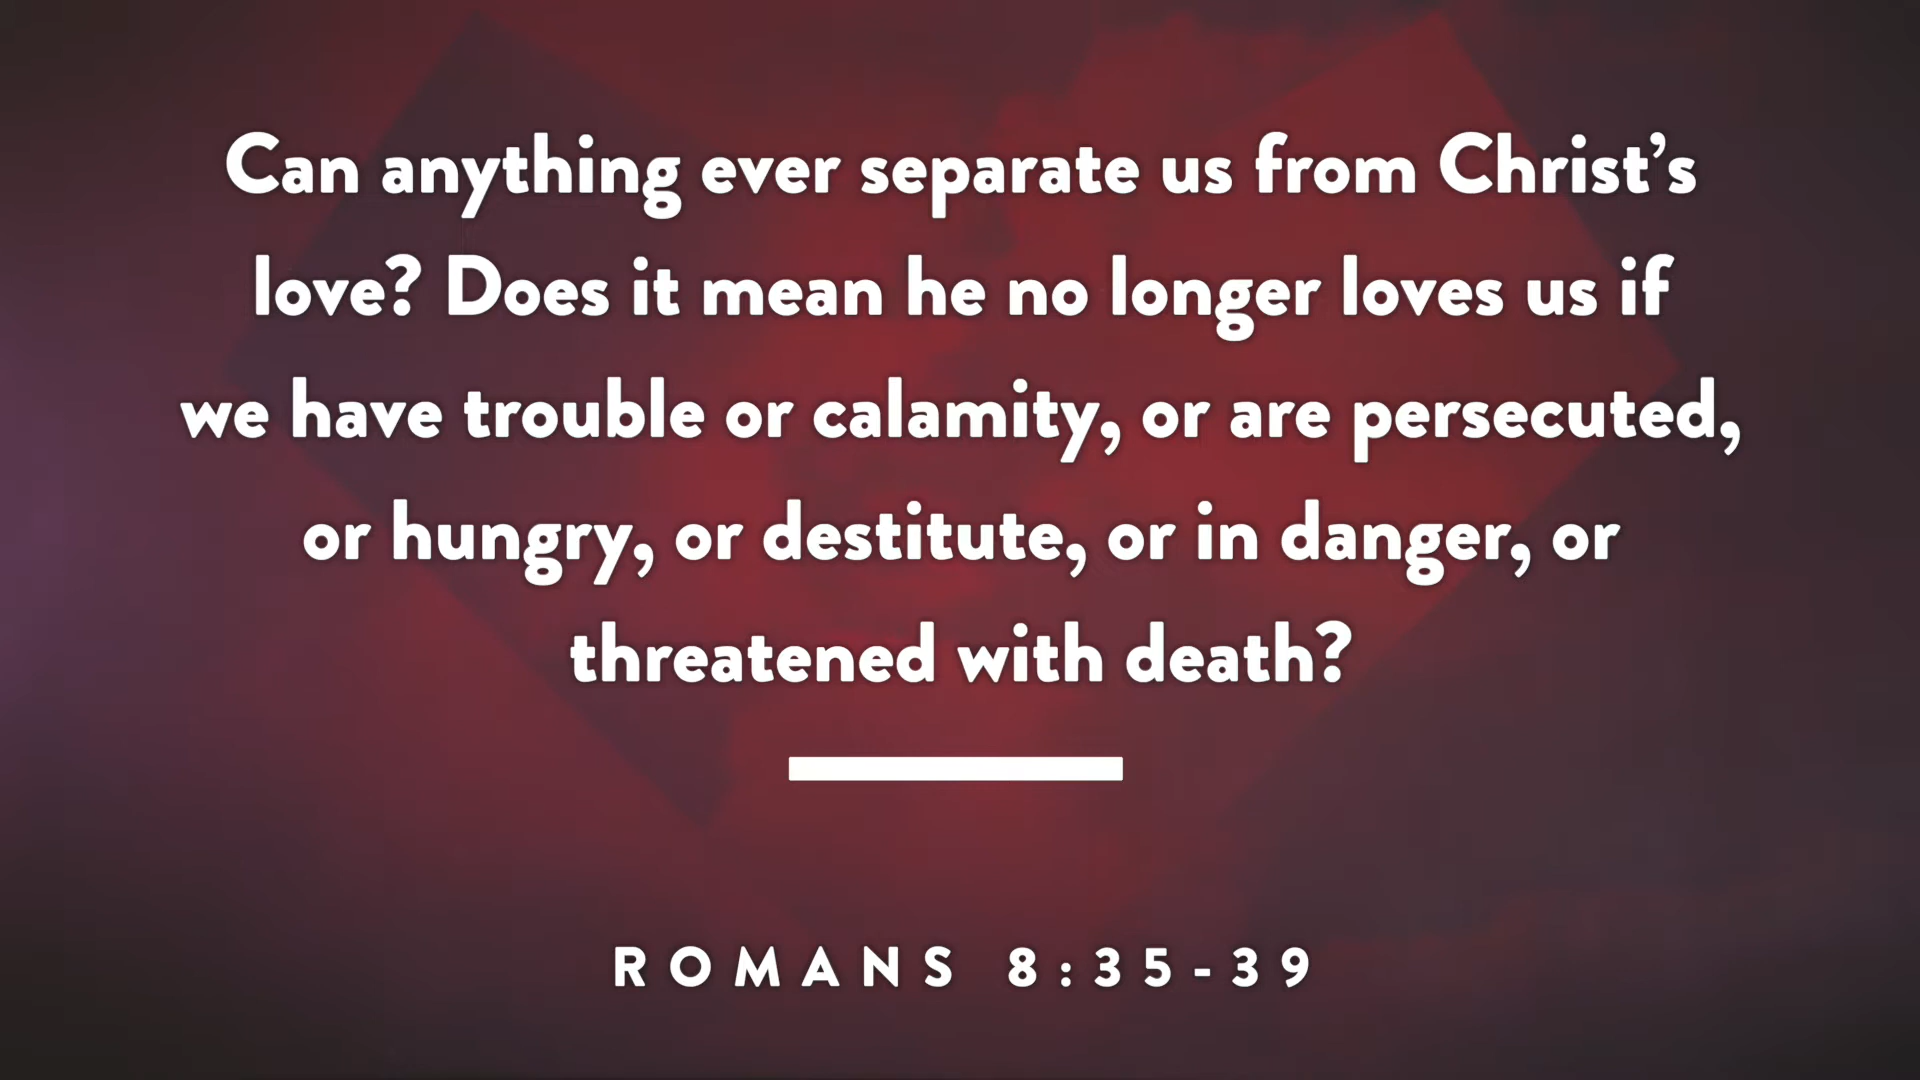 Can anything ever separate us from Christ’s
love? Does it mean he no longer loves us if
we have trouble or calamity, or are persecuted,
or hungry, or destitute, or in danger, or
threatened with death?
ROMANS 8:35-39